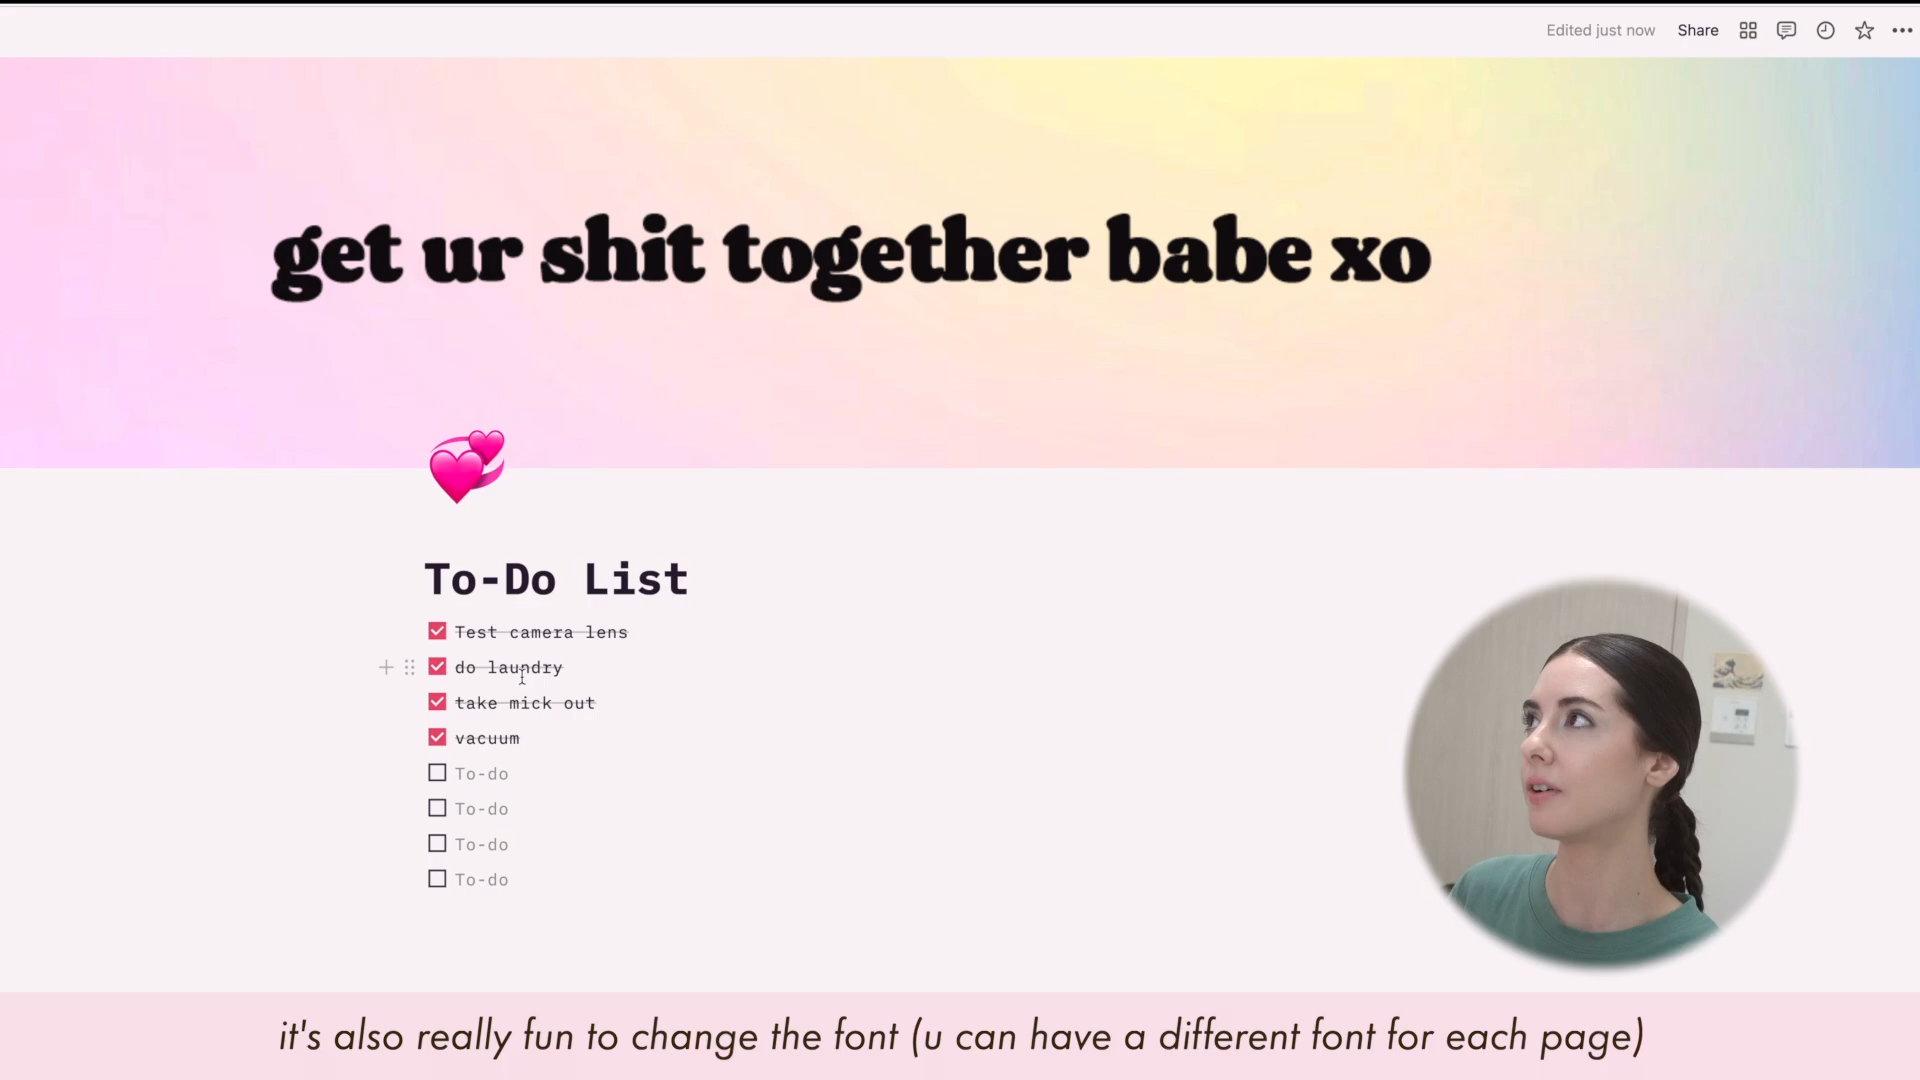 Edited just now Share
get ur shit together babe xo
To-Do List
Test camera lens
do laundry
take mick out
vacuum
To-do
To-do
To-do
To-do
it's also really fun to change the font (u can have a different font for each page)